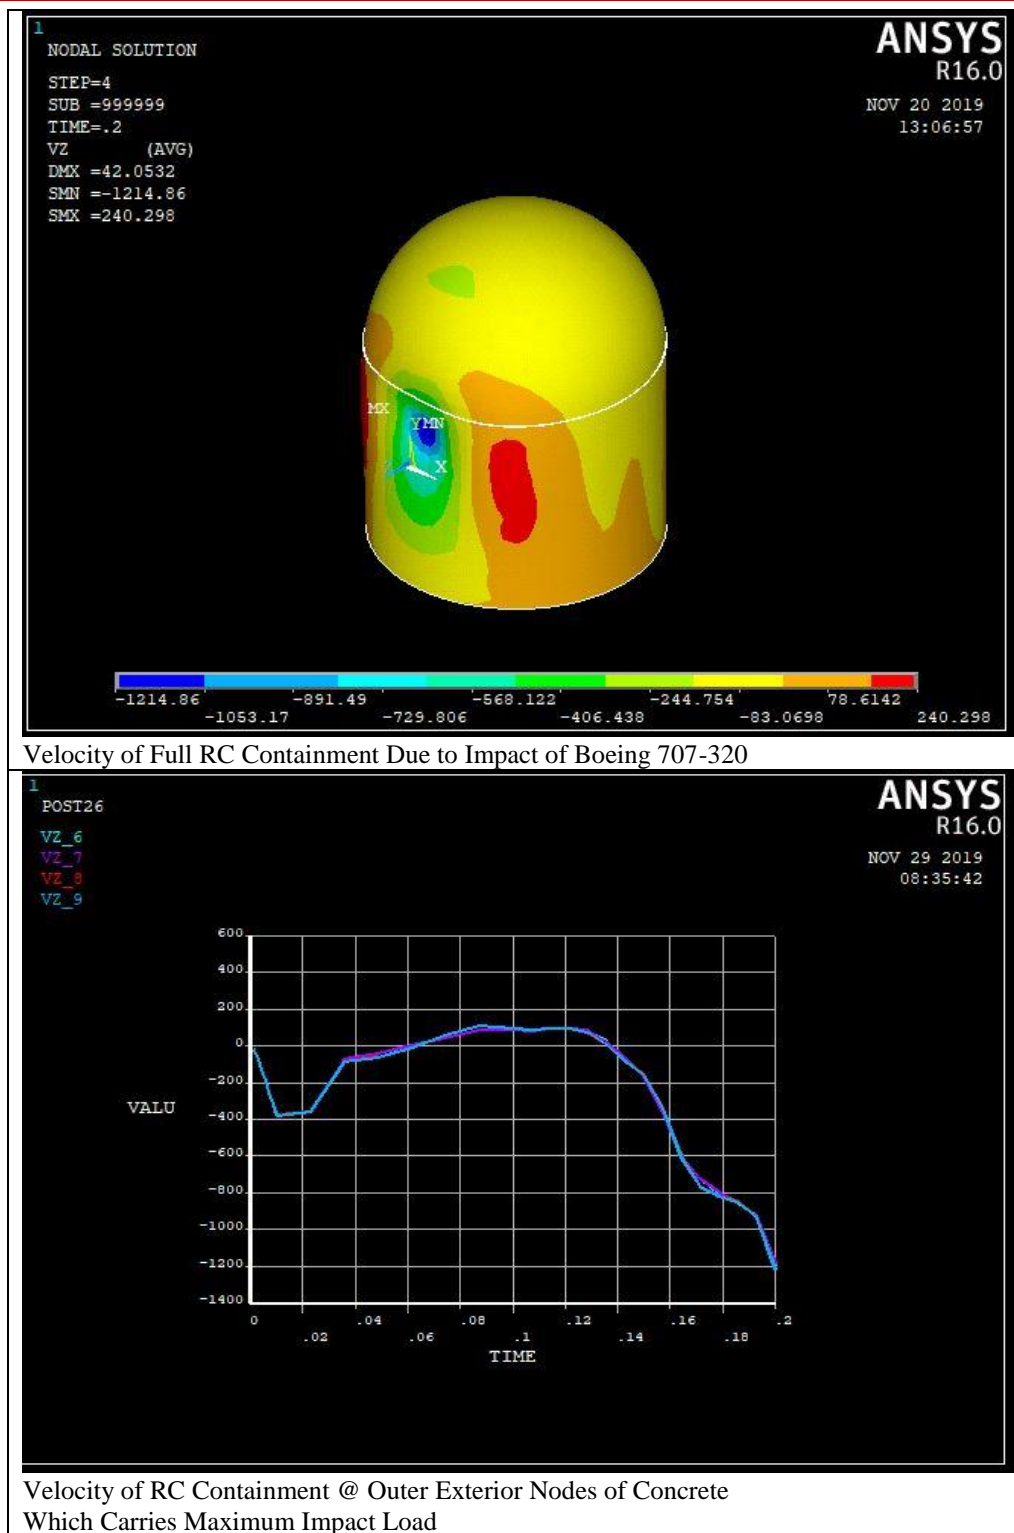 1
NODAL SOLUTION
STEP=4
SUB =999999
TIME=.2
VZ (AVG)
DMX =42.0532
SMN =-1214.86
SMX =240.298
ANSYS
R16.0
NOV 20 2019
13:06:57
MX
YMN
X
-1214.86 -891.49 -568.122 -244.754 78.6142
-1053.17 -729.806 -406.438 -83.0698 240.298
Velocity of Full RC Containment Due to Impact of Boeing 707-320
1
POST26
VZ_6
VZ_7
VZ_8
VZ_9
ANSYS
R16.0
NOV 29 2019
08:35:42
600
400
200
0
-200
VALU
-400
-600
-800
-1000
-1200
-1400
0 .04 .08 .12 .16 .2
.02 .06 .1 .14 .18
TIME
Velocity of RC Containment @ Outer Exterior Nodes of Concrete
Which Carries Maximum Impact Load